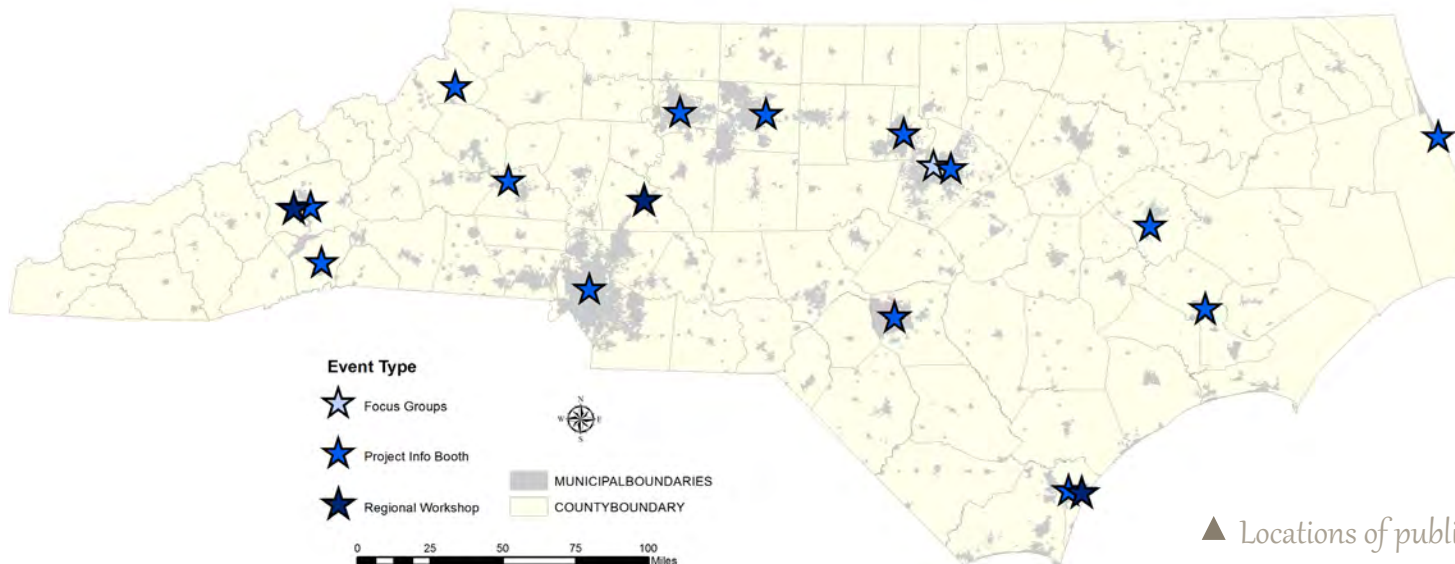 Event Type
Focus Groups
Project Info Booth
Regional Workshop
N
W E
S
MUNICIPALBOUNDARIES
COUNTYBOUNDARY
0 25 50 75 100
Miles
▲ Locations of publi